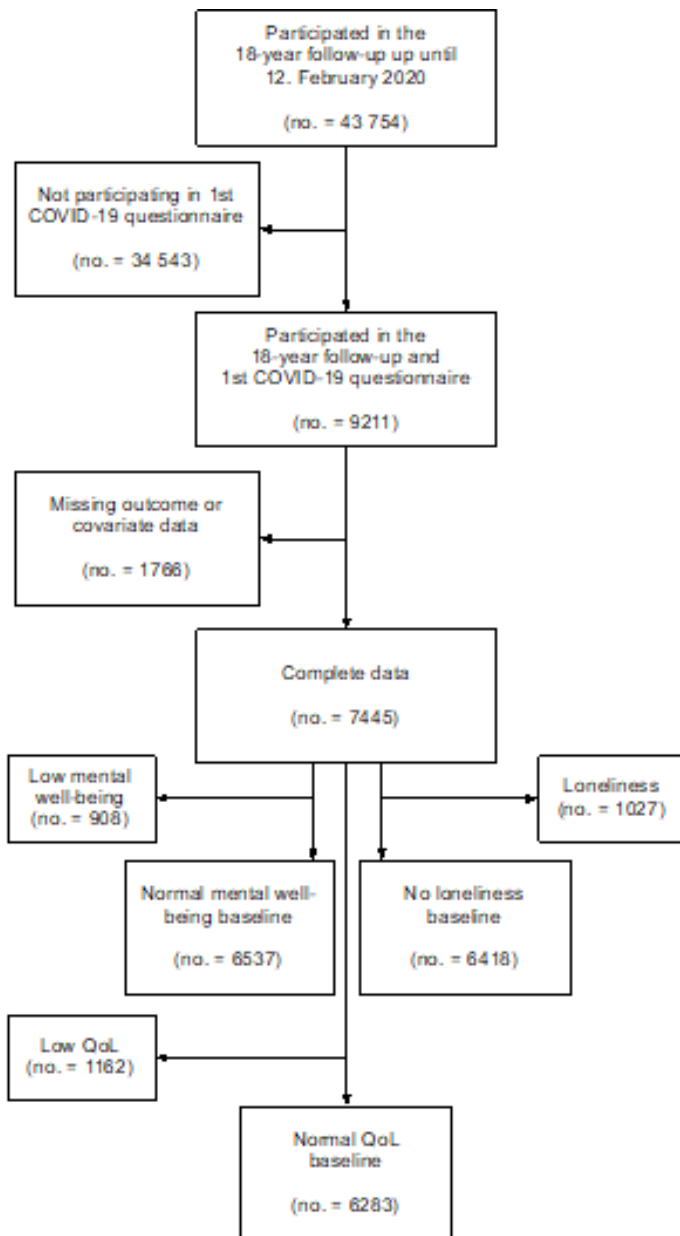 Participated in the
18-year follow-up up until
12. February 2020
(no. = 43 754)
Not participating in 1st
COVID-19 questionnaire
(no. = 34 543)
Participated in the
18-year follow-up and
1st COVID-19 questionnaire
(no. = 9211)
Missing outcome or
covariate data
(no. = 1766)
Complete data
(no. = 7445)
Low mental
well-being
(no. = 908)
Loneliness
(no. = 1027)
Normal mental well-
being baseline
(no. = 6537)
No loneliness
baseline
(no. = 6418)
Low QoL
(no. = 1162)
Normal QoL
baseline
(no. = 6283)